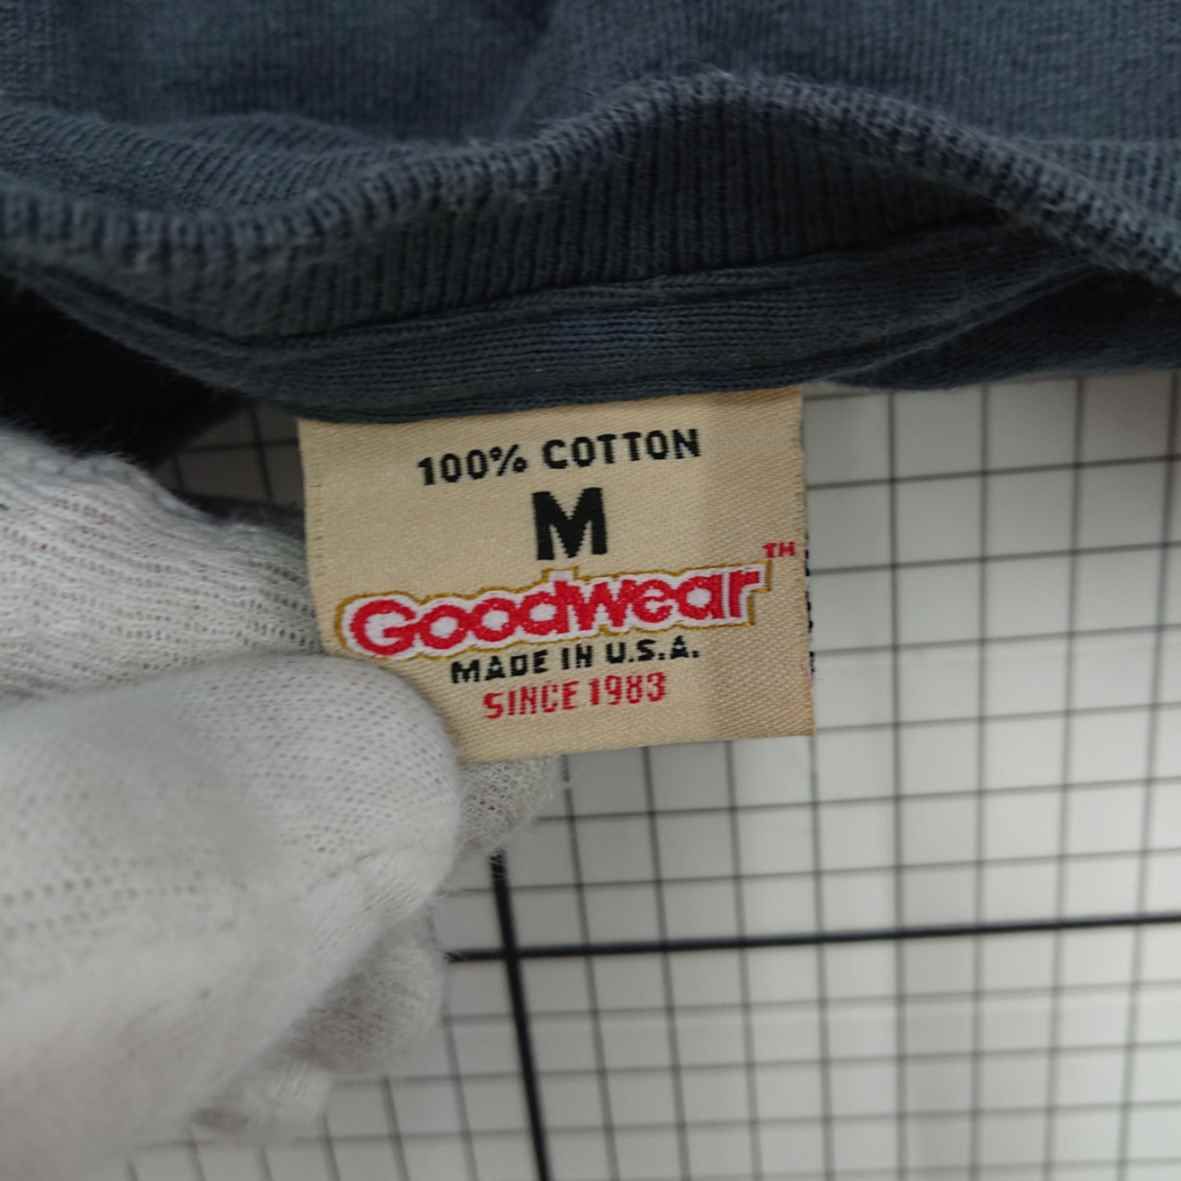 100% COTTON
M
Goodwear™
MADE IN U.S.A.
SINCE 1983